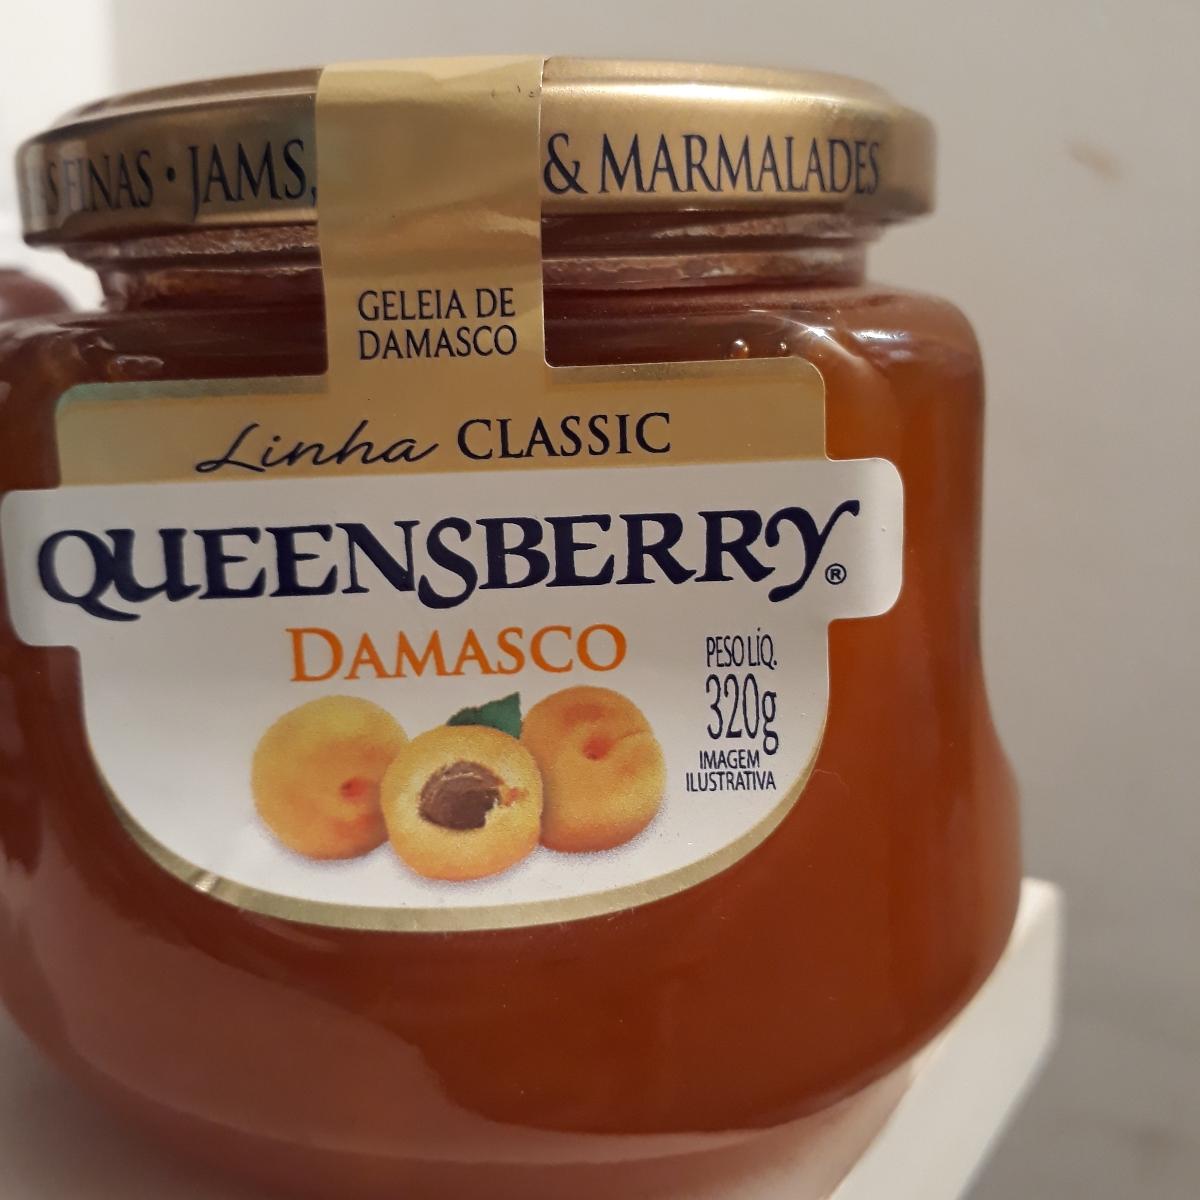 FINAS • JAMS, & MARMALADES
GELEIA DE
DAMASCO
Linha CLASSIC
QUEENSBERRY®
DAMASCO
PESO LÍQ.
320g
IMAGEM
ILUSTRATIVA